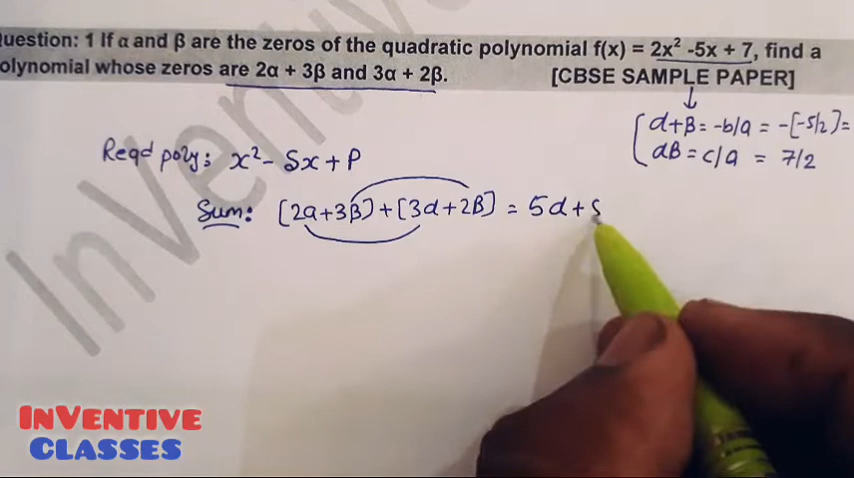 uestion: 1 If α and β are the zeros of the quadratic polynomial f(x) = 2x² -5x + 7, find a
olynomial whose zeros are 2α + 3β and 3α + 2β. [CBSE SAMPLE PAPER]
α+β = -b/a = -[-5/2] =
αβ = c/a = 7/2
Reqd poly: x² - Sx + P
Sum: [2α+3β] + [3α+2β] = 5α + 5
InVentive
INVENTIVE
CLASSES